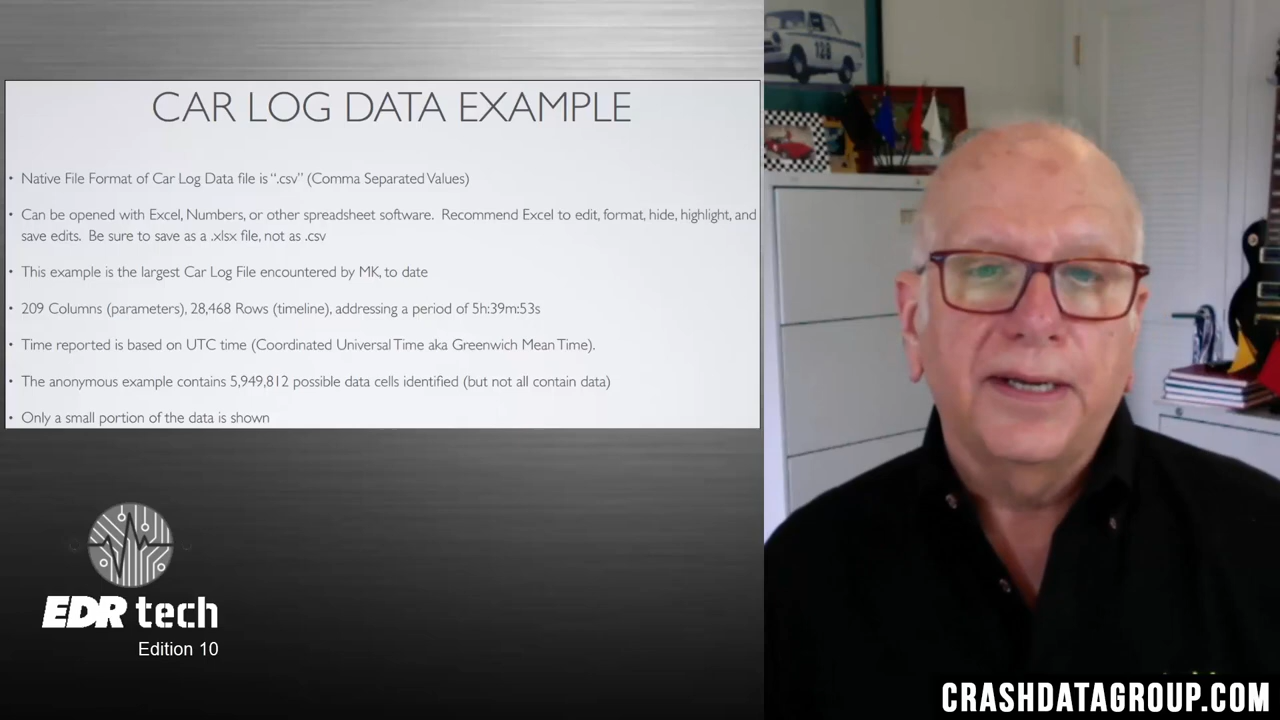 CAR LOG DATA EXAMPLE
• Native File Format of Car Log Data file is “.csv” (Comma Separated Values)
• Can be opened with Excel, Numbers, or other spreadsheet software. Recommend Excel to edit, format, hide, highlight, and
save edits. Be sure to save as a .xlsx file, not as .csv
• This example is the largest Car Log File encountered by MK, to date
• 209 Columns (parameters), 28,468 Rows (timeline), addressing a period of 5h:39m:53s
• Time reported is based on UTC time (Coordinated Universal Time aka Greenwich Mean Time).
• The anonymous example contains 5,949,812 possible data cells identified (but not all contain data)
• Only a small portion of the data is shown
EDR tech
Edition 10
128
CRASHDATAGROUP.COM